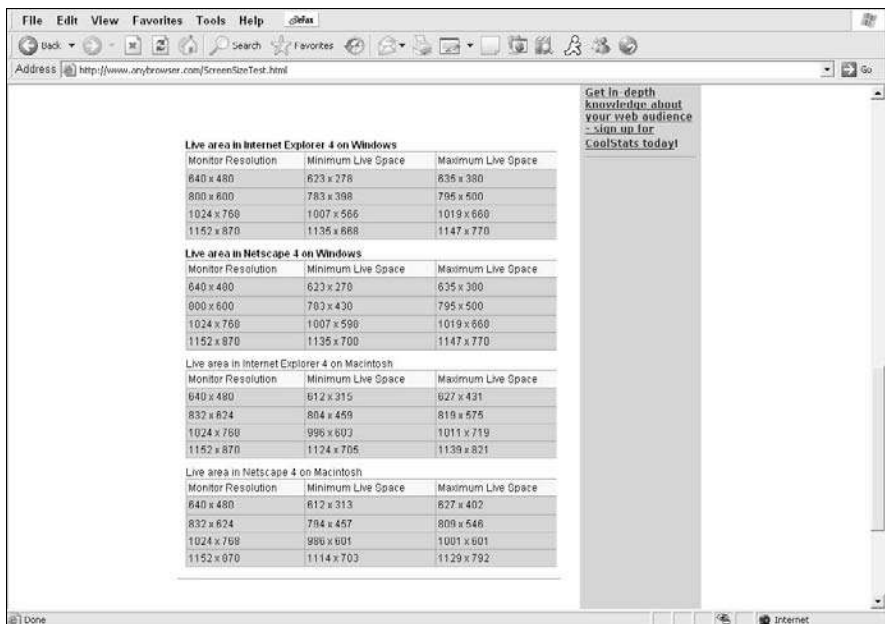 File Edit View Favorites Tools Help
Back Search Favorites
Address http://www.anybrowser.com/ScreenSizeTest.html Go
Get in-depth
knowledge about
your web audience
- sign up for
CoolStats today!
Live area in Internet Explorer 4 on Windows
Monitor Resolution Minimum Live Space Maximum Live Space
640 x 480 623 x 278 635 x 380
800 x 600 783 x 398 795 x 500
1024 x 768 1007 x 566 1019 x 668
1152 x 870 1135 x 668 1147 x 770
Live area in Netscape 4 on Windows
Monitor Resolution Minimum Live Space Maximum Live Space
640 x 480 623 x 278 635 x 380
800 x 600 783 x 430 795 x 500
1024 x 768 1007 x 598 1019 x 668
1152 x 870 1135 x 700 1147 x 770
Live area in Internet Explorer 4 on Macintosh
Monitor Resolution Minimum Live Space Maximum Live Space
640 x 480 612 x 315 627 x 431
832 x 624 804 x 459 819 x 575
1024 x 768 996 x 603 1011 x 719
1152 x 870 1124 x 705 1139 x 821
Live area in Netscape 4 on Macintosh
Monitor Resolution Minimum Live Space Maximum Live Space
640 x 480 612 x 313 627 x 402
832 x 624 784 x 457 809 x 546
1024 x 768 986 x 601 1001 x 601
1152 x 870 1114 x 703 1129 x 792
Done Internet